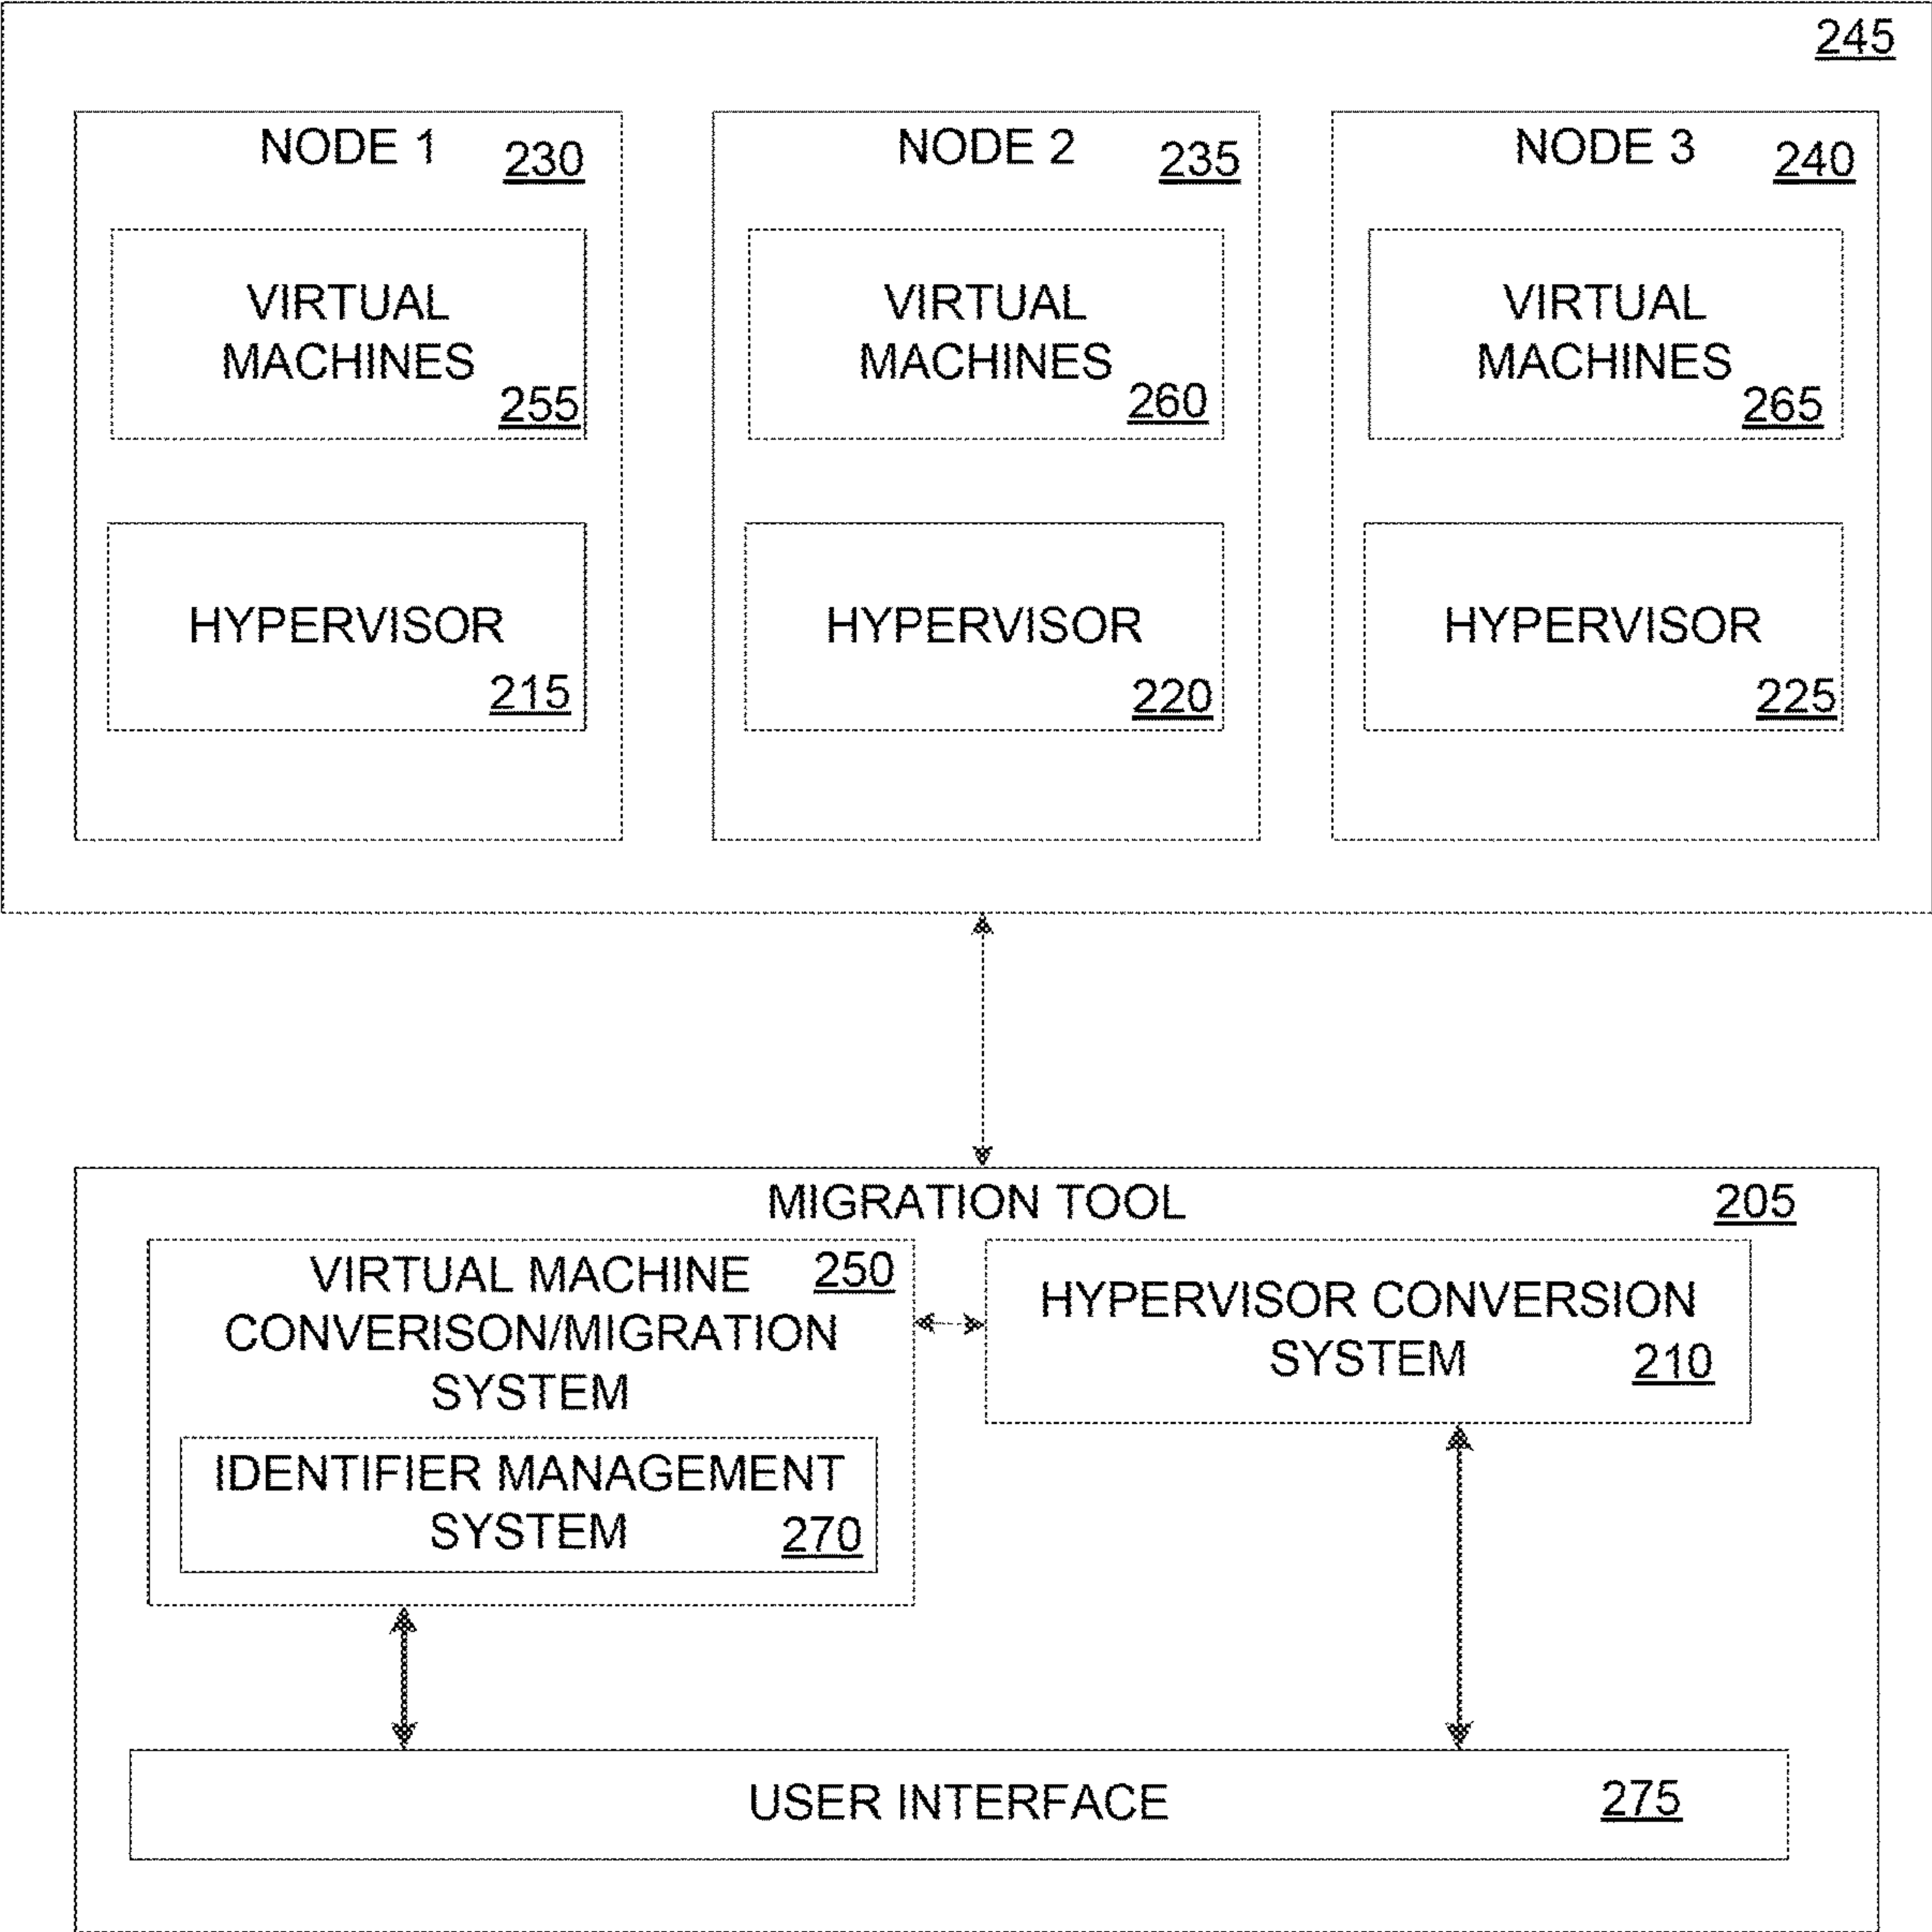 245
NODE 1 230
VIRTUAL
MACHINES
255
HYPERVISOR
215
NODE 2 235
VIRTUAL
MACHINES
260
HYPERVISOR
220
NODE 3 240
VIRTUAL
MACHINES
265
HYPERVISOR
225
MIGRATION TOOL 205
VIRTUAL MACHINE 250
CONVERISON/MIGRATION
SYSTEM
IDENTIFIER MANAGEMENT
SYSTEM 270
HYPERVISOR CONVERSION
SYSTEM 210
USER INTERFACE 275